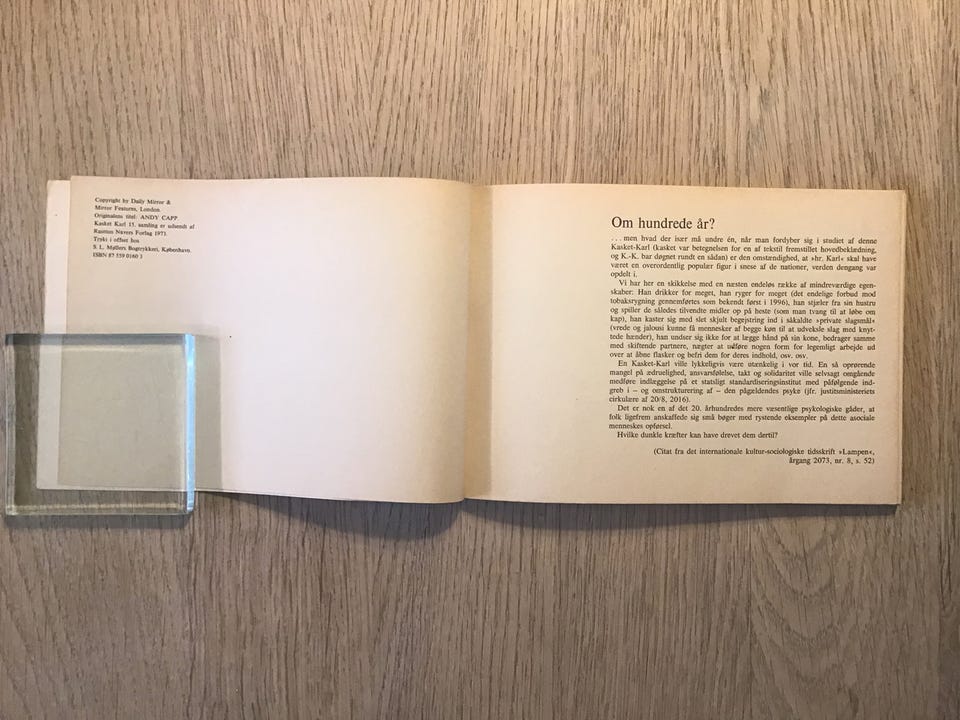 Copyright by Daily Mirror &
Mirror Features, London.
Originalens titel: ANDY CAPP.
Kasket Karl 15. samling er udsendt af
Rasmus Navers Forlag 1973.
Trykt i offset hos
S. L. Møllers Bogtrykkeri, København.
ISBN 87 559 0160 3
Om hundrede år?
. . . men hvad der især må undre én, når man fordyber sig i studiet af denne
Kasket-Karl (kasket var betegnelsen for en af tekstil fremstillet hovedbeklædning,
og K.-K. bar døgnet rundt en sådan) er den omstændighed, at »hr. Karl« skal have
været en overordentlig populær figur i snese af de nationer, verden dengang var
opdelt i.
Vi har her en skikkelse med en næsten endeløs række af mindreværdige egen-
skaber: Han drikker for meget, han ryger for meget (det endelige forbud mod
tobaksrygning gennemførtes som bekendt først i 1996), han stjæler fra sin hustru
og spiller de således tilvendte midler op på heste (som man tvang til at løbe om
kap), han kaster sig med slet skjult begejstring ind i såkaldte »private slagsmål«
(vrede og jalousi kunne få mennesker af begge køn til at udveksle slag med knyt-
tede hænder), han undser sig ikke for at lægge hånd på sin kone, bedrager samme
med skiftende partnere, nægter at udføre nogen form for legemligt arbejde ud
over at åbne flasker og befri dem for deres indhold, osv. osv.
En Kasket-Karl ville lykkeligvis være utænkelig i vor tid. En så oprørende
mangel på ædruelighed, ansvarsfølelse, takt og solidaritet ville selvsagt omgående
medføre indlæggelse på et statsligt standardiseringsinstitut med påfølgende ind-
greb i – og omstrukturering af – den pågældendes psyke (jfr. justitsministeriets
cirkulære af 20/8, 2016).
Det er nok en af det 20. århundredes mere væsentlige psykologiske gåder, at
folk ligefrem anskaffede sig små bøger med rystende eksempler på dette asociale
menneskes opførsel.
Hvilke dunkle kræfter kan have drevet dem dertil?
(Citat fra det internationale kultur-sociologiske tidsskrift »Lampen«,
årgang 2073, nr. 8, s. 52)